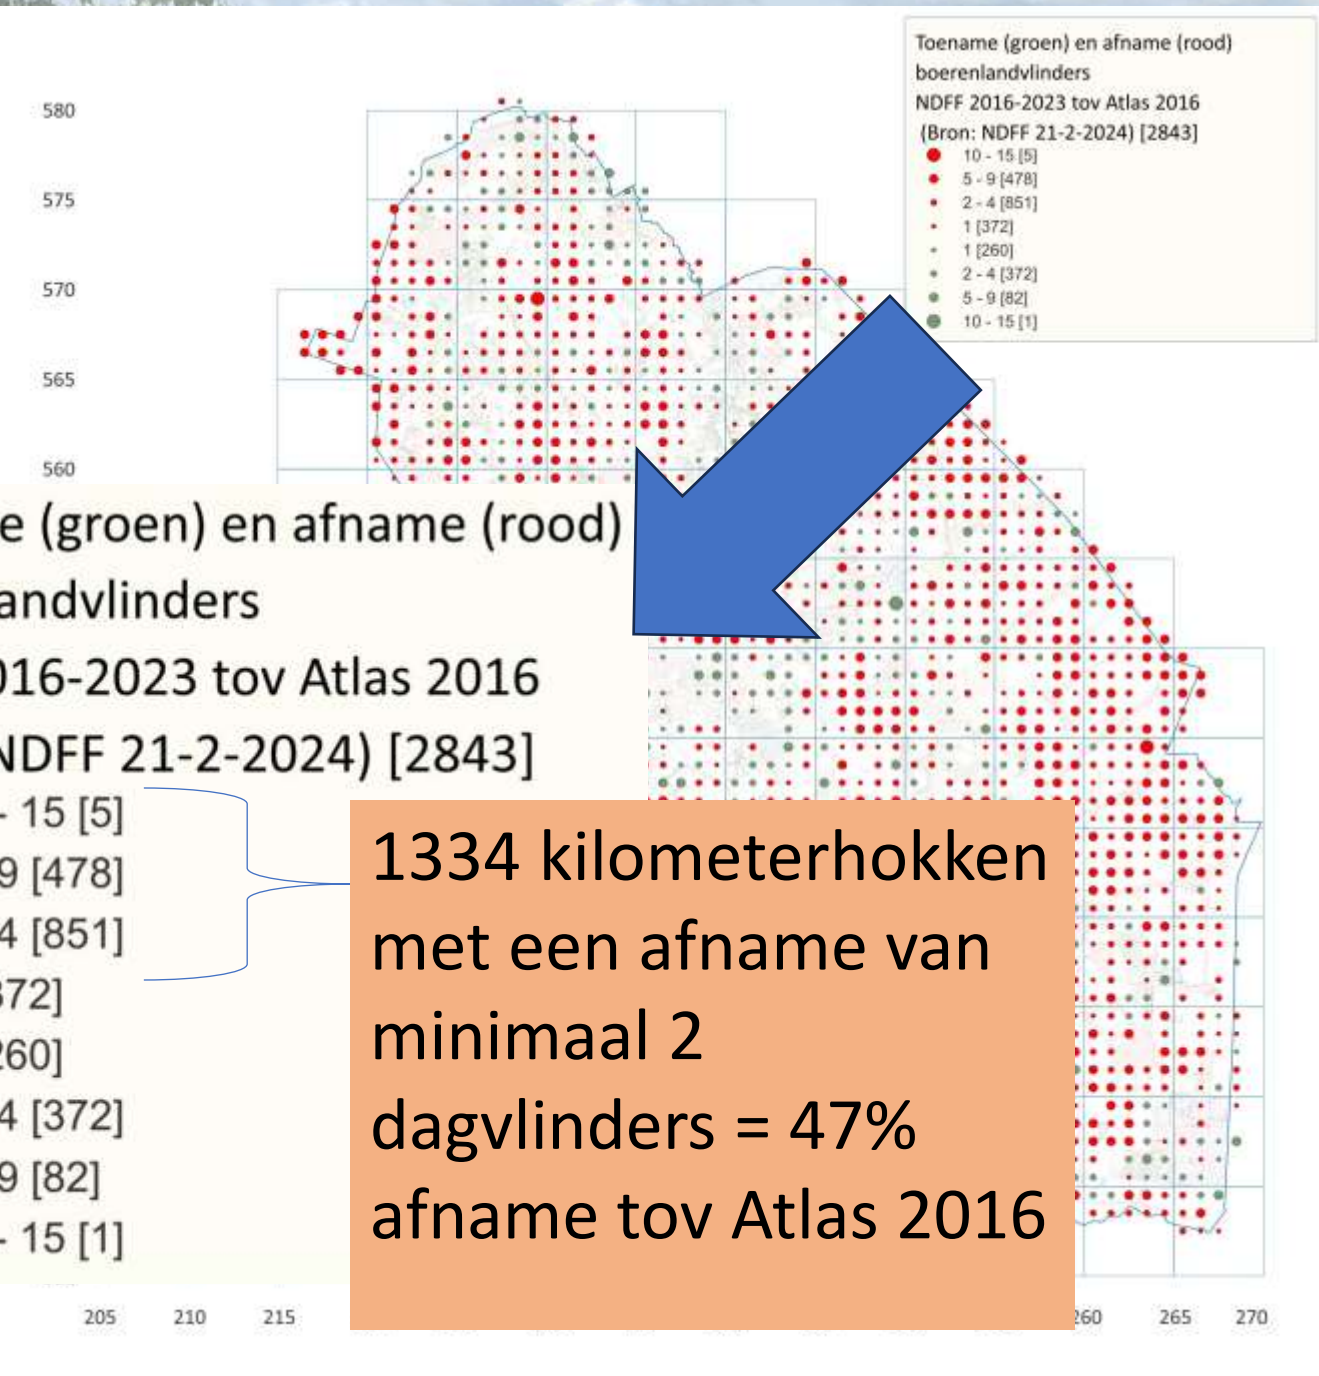 Toename (groen) en afname (rood)
boerenlandvlinders
NDFF 2016-2023 tov Atlas 2016
(Bron: NDFF 21-2-2024) [2843]
10 - 15 [5]
5 - 9 [478]
2 - 4 [851]
1 [372]
1 [260]
2 - 4 [372]
5 - 9 [82]
10 - 15 [1]
580
575
570
565
560
e (groen) en afname (rood)
andvlinders
016-2023 tov Atlas 2016
NDFF 21-2-2024) [2843]
- 15 [5]
9 [478]
4 [851]
372]
260]
4 [372]
9 [82]
- 15 [1]
1334 kilometerhokken
met een afname van
minimaal 2
dagvlinders = 47%
afname tov Atlas 2016
205 210 215 260 265 270